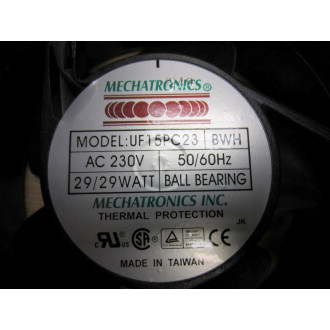 MECHATRONICS®
MODEL:UF15PC23 BWH
AC 230V 50/60Hz
29/29WATT BALL BEARING
MECHATRONICS INC.
THERMAL PROTECTION
JK
MADE IN TAIWAN